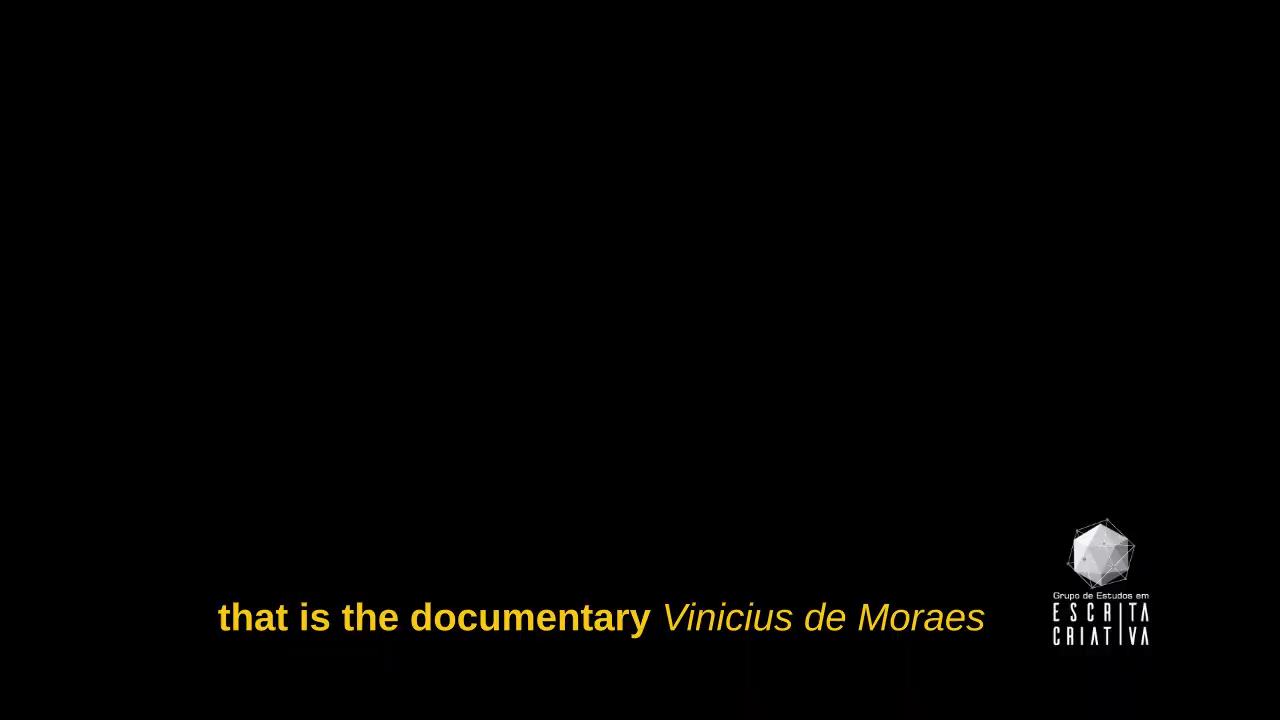 that is the documentary Vinicius de Moraes
Grupo de Estudos em
ESCRITA
CRIATIVA